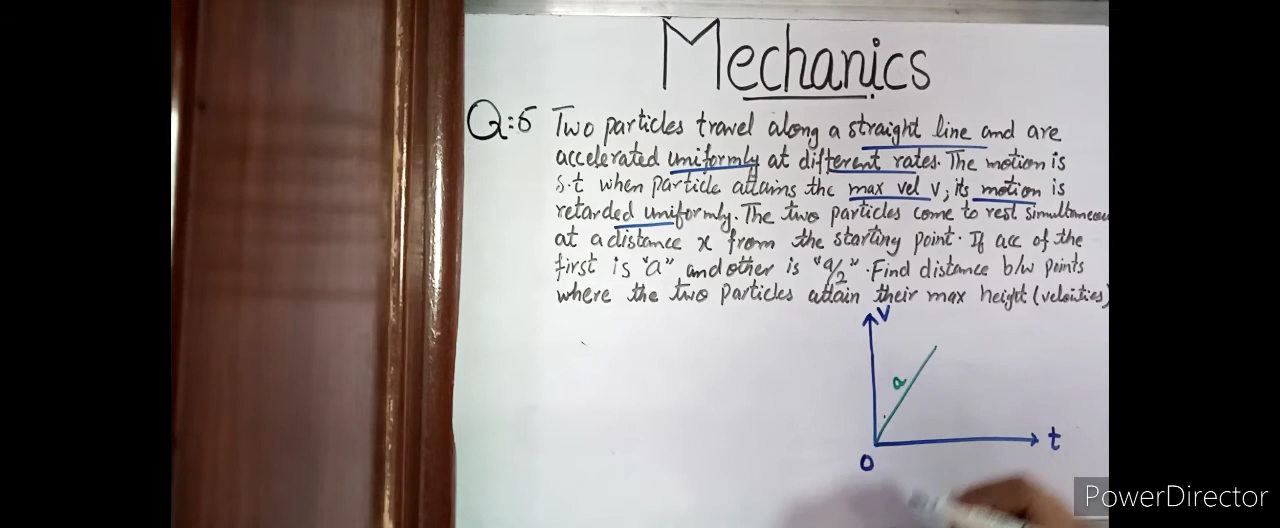 Mechanics
Q:5 Two particles travel along a straight line and are
accelerated uniformly at different rates. The motion is
s.t when particle attains the max vel v; its motion is
retarded uniformly. The two particles come to rest simultaneou
at a distance x from the starting point. If acc of the
first is "a" and other is "a/2". Find distance b/w points
where the two particles attain their max height (velocities)
V
a
t
O
PowerDirector